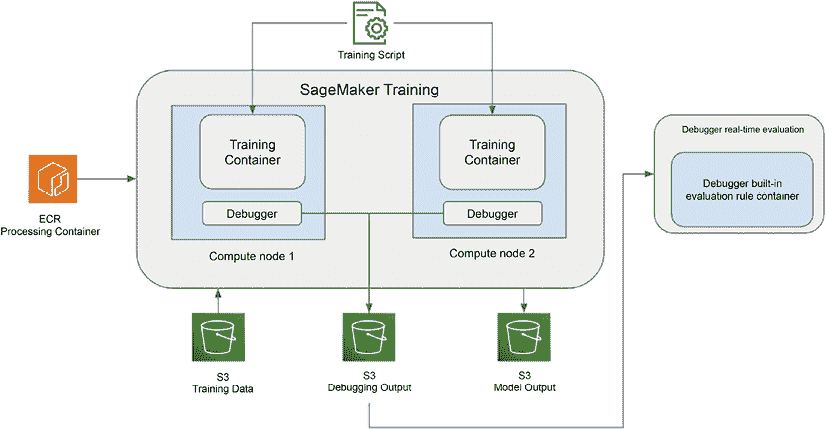 Training Script
SageMaker Training
Training
Container
Training
Container
Debugger
Debugger
Compute node 1
Compute node 2
ECR
Processing Container
Debugger real-time evaluation
Debugger built-in
evaluation rule container
S3
Training Data
S3
Debugging Output
S3
Model Output